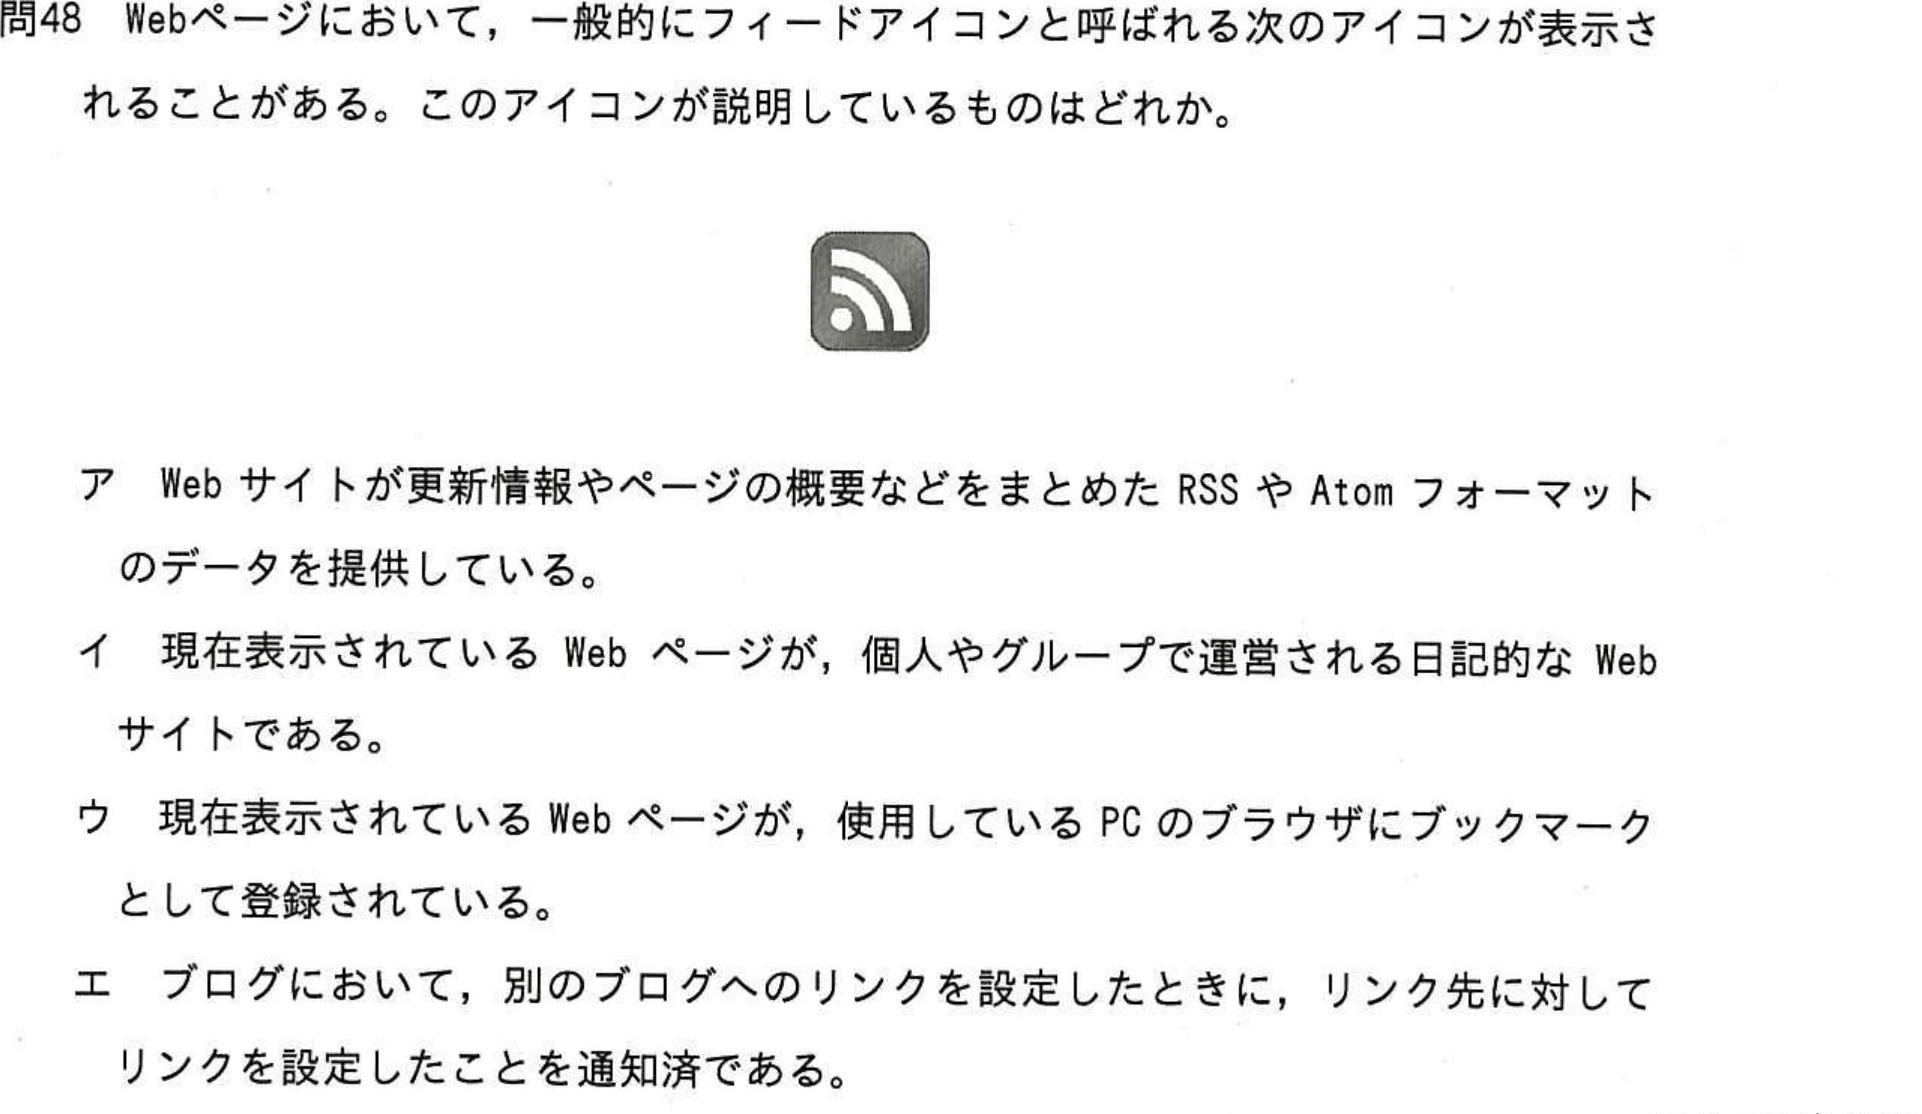 問48　Webページにおいて，一般的にフィードアイコンと呼ばれる次のアイコンが表示さ
れることがある。このアイコンが説明しているものはどれか。
ア　Web サイトが更新情報やページの概要などをまとめた RSS や Atom フォーマット
のデータを提供している。
イ　現在表示されている Web ページが，個人やグループで運営される日記的な Web
サイトである。
ウ　現在表示されている Web ページが，使用している PC のブラウザにブックマーク
として登録されている。
エ　ブログにおいて，別のブログへのリンクを設定したときに，リンク先に対して
リンクを設定したことを通知済である。